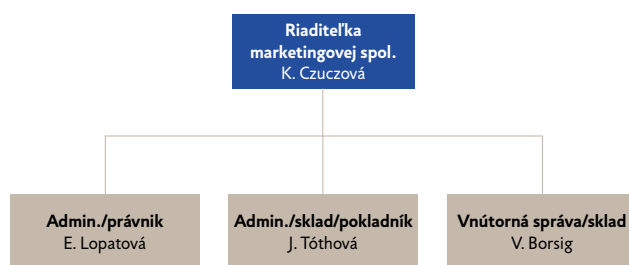 Riaditeľka
marketingovej spol.
K. Czuczová
Admin./právnik
E. Lopatová
Admin./sklad/pokladník
J. Tóthová
Vnútorná správa/sklad
V. Borsig